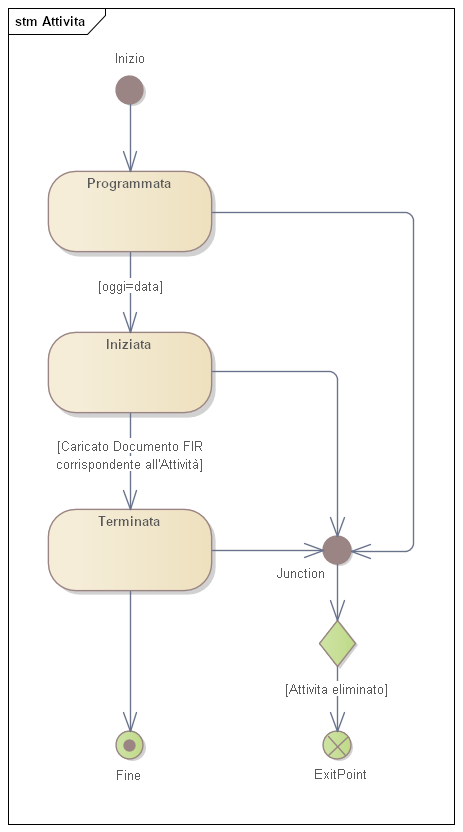 stm Attivita
Inizio
Programmata
[oggi=data]
Iniziata
[Caricato Documento FIR
corrispondente all'Attività]
Terminata
Junction
[Attivita eliminato]
Fine
ExitPoint